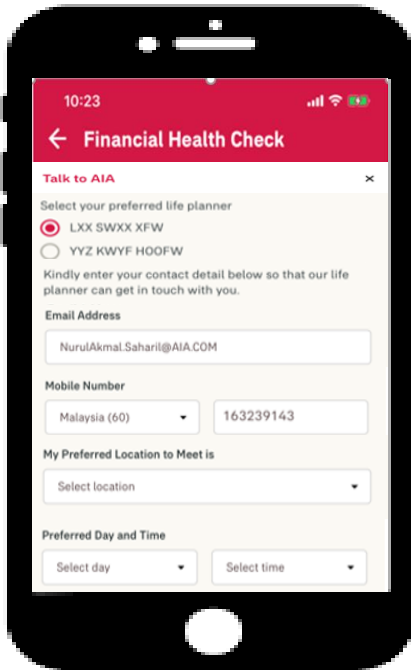 10:23
Financial Health Check
Talk to AIA
Select your preferred life planner
LXX SWXX XFW
YYZ KWYF HOOFW
Kindly enter your contact detail below so that our life
planner can get in touch with you.
Email Address
NurulAkmal.Saharil@AIA.COM
Mobile Number
Malaysia (60) 163239143
My Preferred Location to Meet is
Select location
Preferred Day and Time
Select day Select time